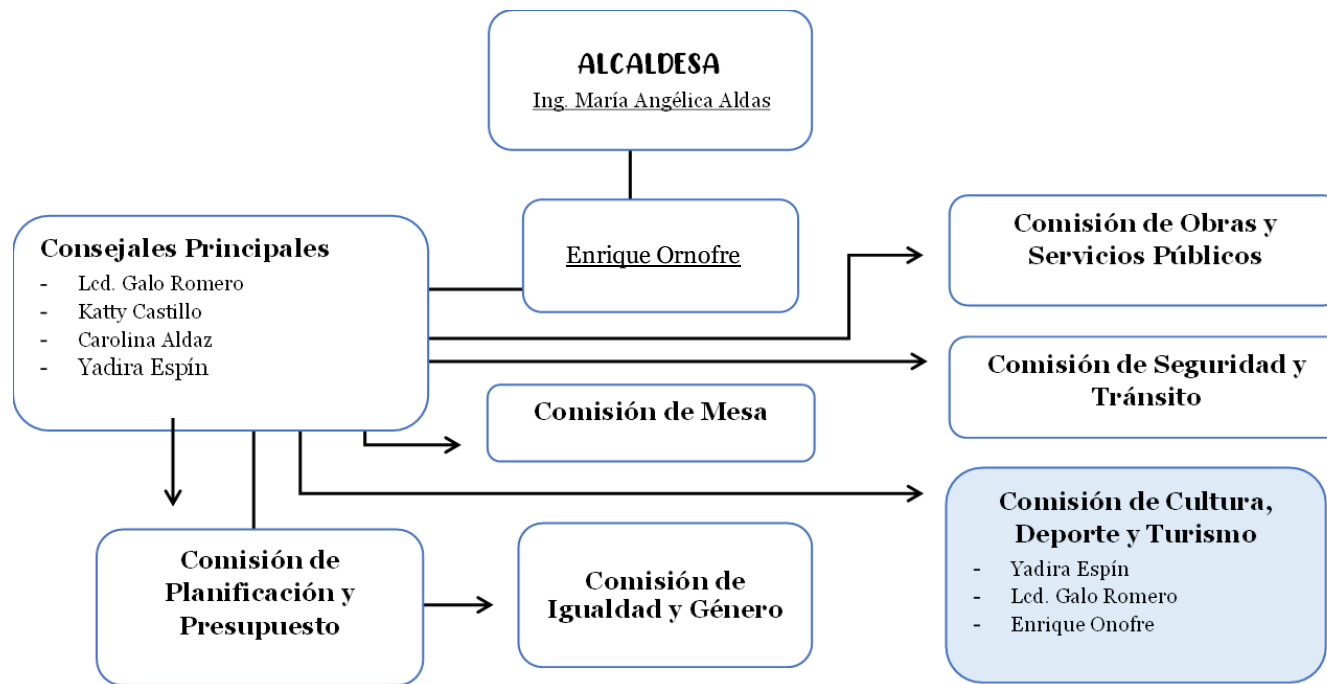 ALCALDESA
Ing. María Angélica Aldas
Enrique Ornofre
Consejales Principales
- Lcd. Galo Romero
- Katty Castillo
- Carolina Aldaz
- Yadira Espín
Comisión de Obras y
Servicios Públicos
Comisión de Seguridad y
Tránsito
Comisión de Mesa
Comisión de Cultura,
Deporte y Turismo
- Yadira Espín
- Lcd. Galo Romero
- Enrique Onofre
Comisión de
Planificación y
Presupuesto
Comisión de
Igualdad y Género